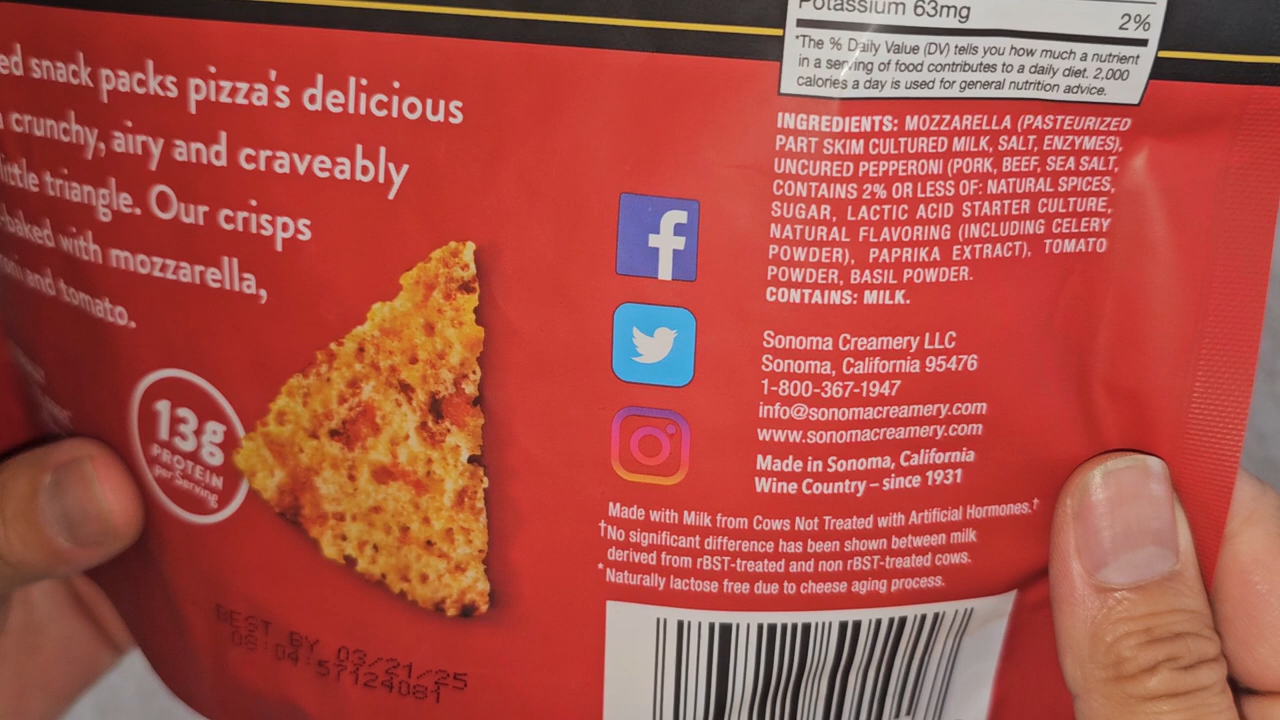 ed snack packs pizza's delicious
crunchy, airy and craveably
little triangle. Our crisps
-baked with mozzarella,
and tomato.
13g
PROTEIN
per Serving
BEST BY 03/21/25
08:04:57124081
Potassium 63mg 2%
*The % Daily Value (DV) tells you how much a nutrient
in a serving of food contributes to a daily diet. 2,000
calories a day is used for general nutrition advice.
INGREDIENTS: MOZZARELLA (PASTEURIZED
PART SKIM CULTURED MILK, SALT, ENZYMES),
UNCURED PEPPERONI (PORK, BEEF, SEA SALT,
CONTAINS 2% OR LESS OF: NATURAL SPICES,
SUGAR, LACTIC ACID STARTER CULTURE,
NATURAL FLAVORING (INCLUDING CELERY
POWDER), PAPRIKA EXTRACT), TOMATO
POWDER, BASIL POWDER.
CONTAINS: MILK.
Sonoma Creamery LLC
Sonoma, California 95476
1-800-367-1947
info@sonomacreamery.com
www.sonomacreamery.com
Made in Sonoma, California
Wine Country – since 1931
Made with Milk from Cows Not Treated with Artificial Hormones.†
†No significant difference has been shown between milk
derived from rBST-treated and non rBST-treated cows.
*Naturally lactose free due to cheese aging process.